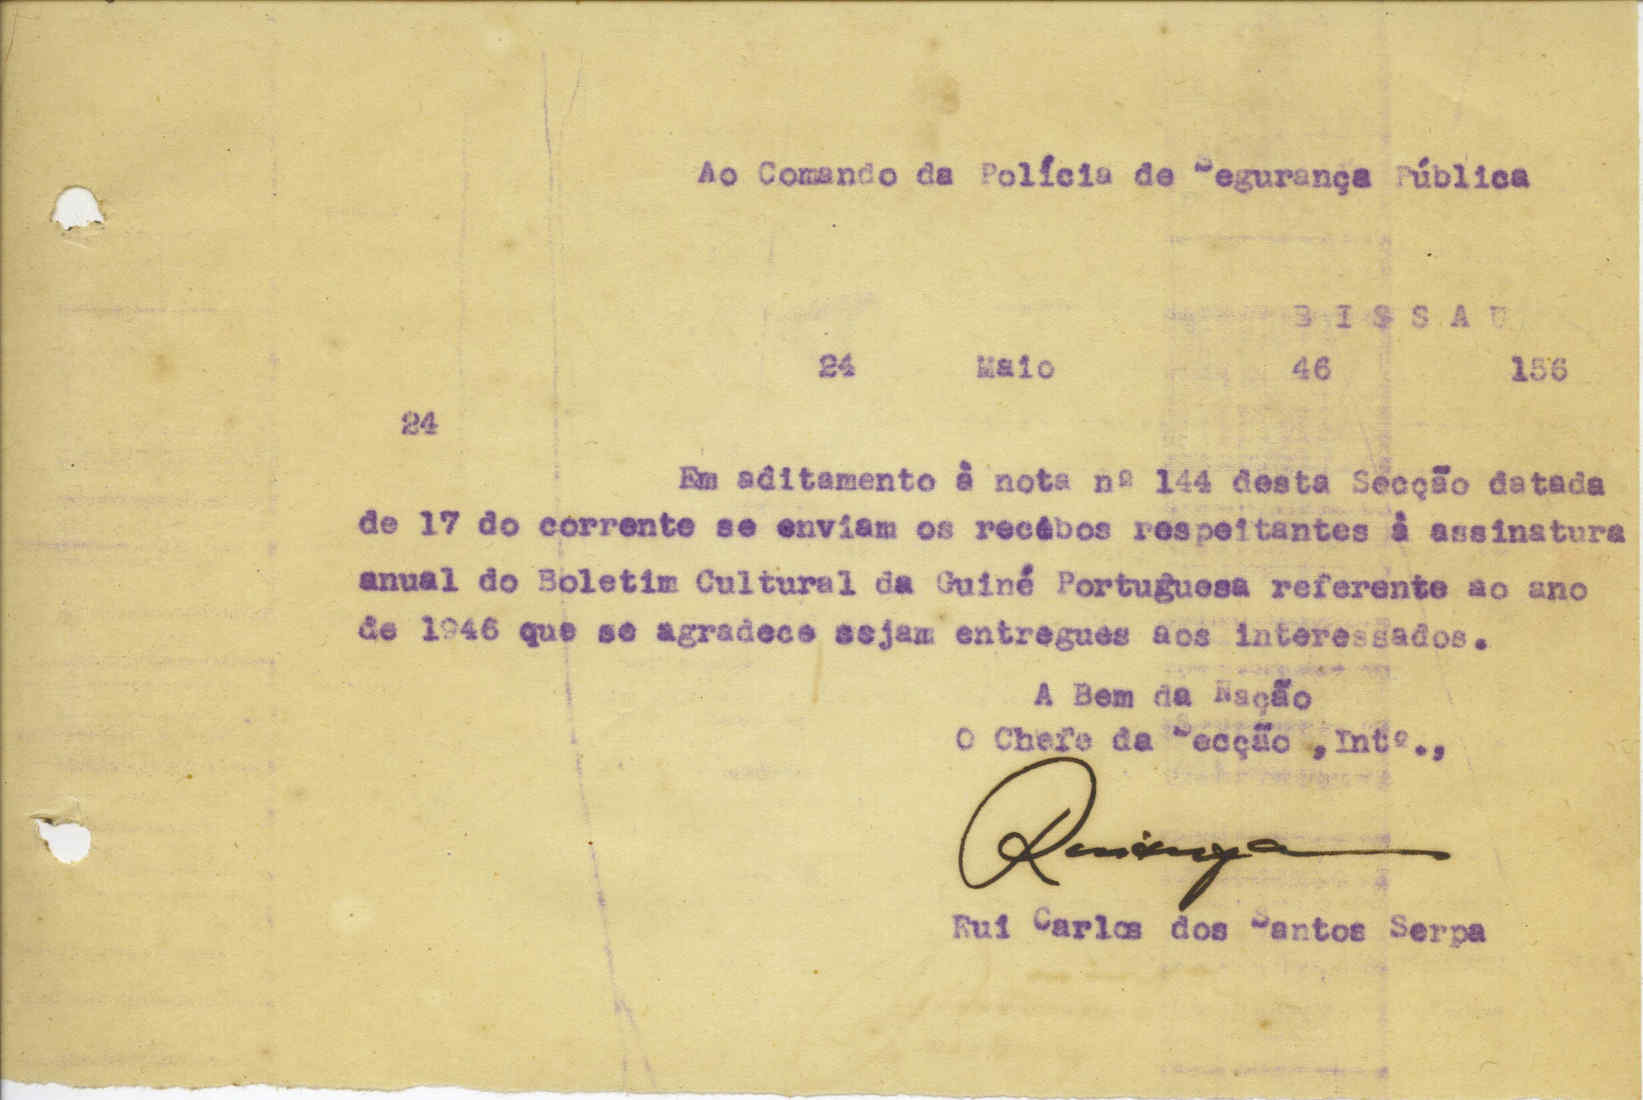 Ao Comando da Polícia de Segurança Pública
BISSAU
24 Maio 46 156
24
Em aditamento à nota nº 144 desta Secção datada
de 17 do corrente se enviam os recebos respeitantes à assinatura
anual do Boletim Cultural da Guiné Portuguesa referente ao ano
de 1946 que se agradece sejam entregues aos interessados.
A Bem da Nação
O Chefe da Secção ,Intº.,
Rui Carlos dos Santos Serpa